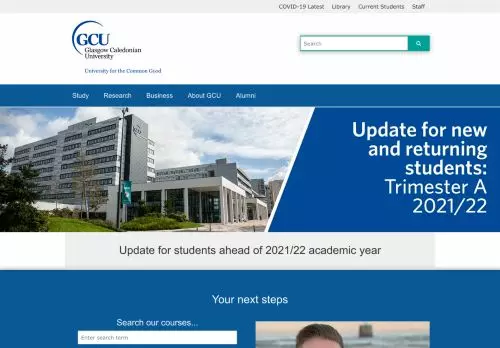 COVID-19 Latest Library Current Students Staff
GCU
Glasgow Caledonian
University
University for the Common Good
Search
Study Research Business About GCU Alumni
Update for new
and returning
students:
Trimester A
2021/22
Update for students ahead of 2021/22 academic year
Your next steps
Search our courses...
Enter search term